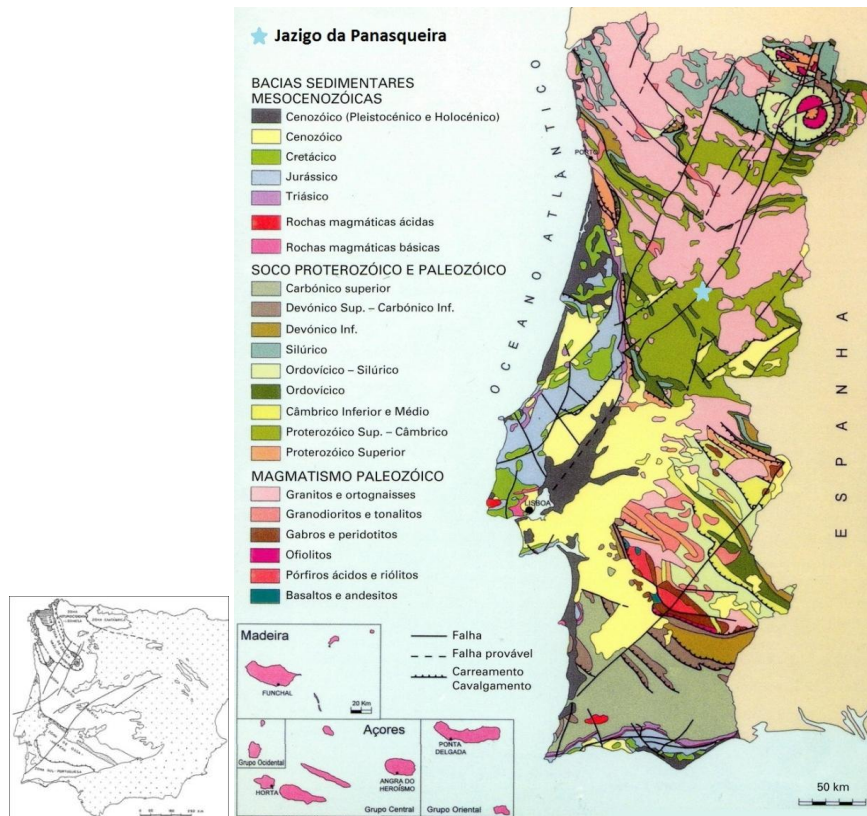 Jazigo da Panasqueira
BACIAS SEDIMENTARES
MESOCENOZÓICAS
Cenozóico (Pleistocénico e Holocénico)
Cenozóico
Cretácico
Jurássico
Triásico
Rochas magmáticas ácidas
Rochas magmáticas básicas
SOCO PROTEROZÓICO E PALEOZÓICO
Carbónico superior
Devónico Sup. – Carbónico Inf.
Devónico Inf.
Silúrico
Ordovícico – Silúrico
Ordovícico
Câmbrico Inferior e Médio
Proterozóico Sup. – Câmbrico
Proterozóico Superior
MAGMATISMO PALEOZÓICO
Granitos e ortognaisses
Granodioritos e tonalitos
Gabros e peridotitos
Ofiolitos
Pórfiros ácidos e riólitos
Basaltos e andesitos
Falha
Falha provável
Carreamento
Cavalgamento
OCEANO ATLÂNTICO
PORTO
LISBOA
ESPANHA
50 km
Madeira
FUNCHAL
20 Km
Açores
Grupo Ocidental
HORTA
ANGRA DO
HEROÍSMO
Grupo Central
PONTA
DELGADA
Grupo Oriental